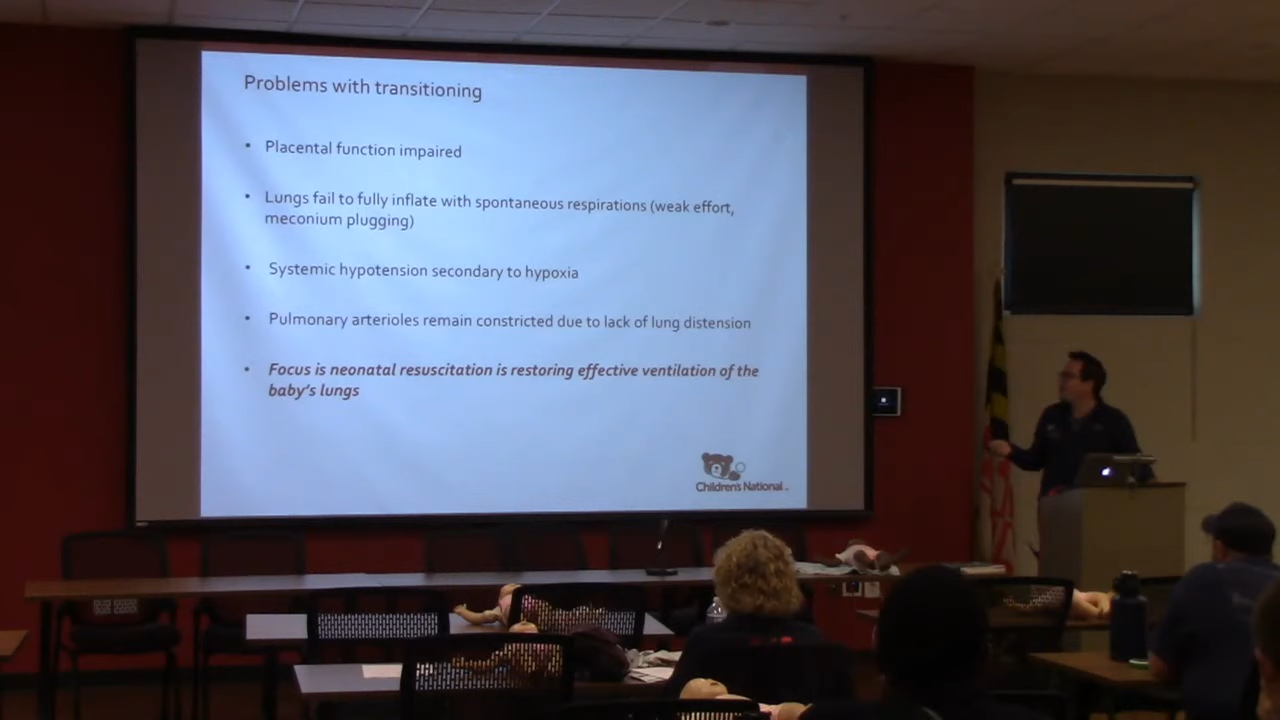 Problems with transitioning
• Placental function impaired
• Lungs fail to fully inflate with spontaneous respirations (weak effort,
meconium plugging)
• Systemic hypotension secondary to hypoxia
• Pulmonary arterioles remain constricted due to lack of lung distension
• Focus is neonatal resuscitation is restoring effective ventilation of the
baby's lungs
Children's National